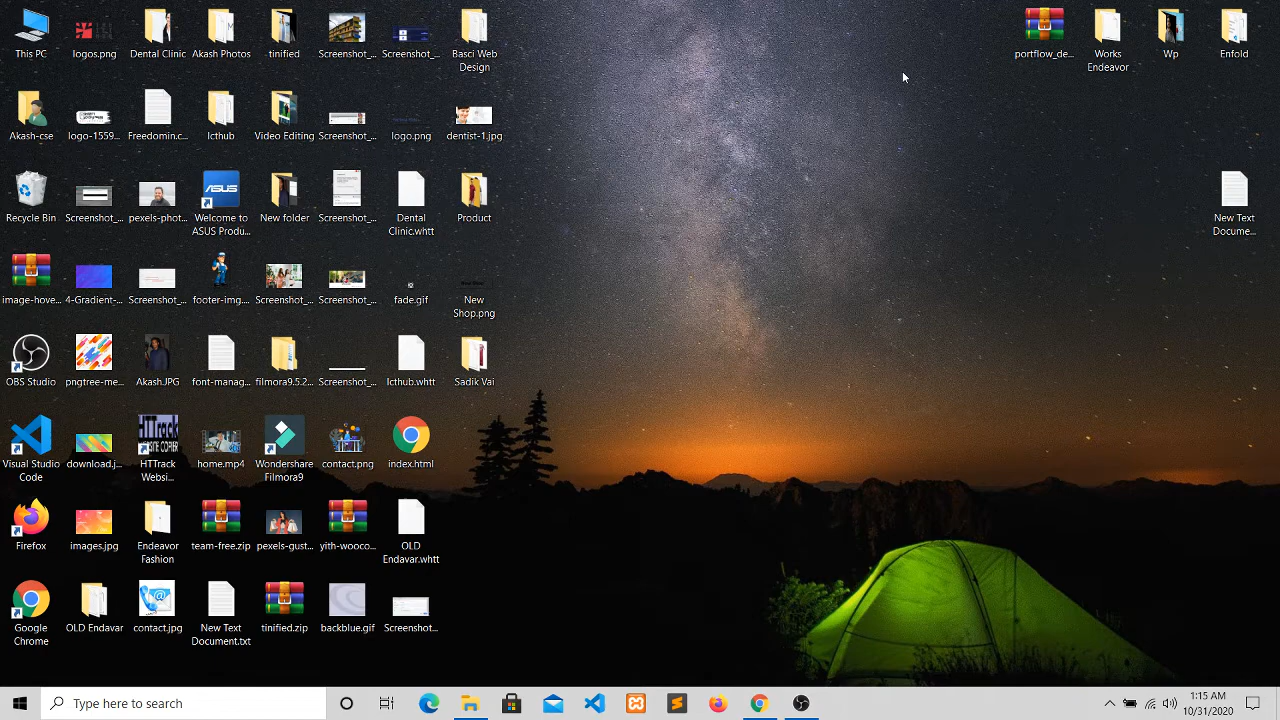 This PC
logos.png
Dental Clinic
Akash Photos
tinified
Screenshot_...
Screenshot_...
Basci Web
Design
portflow_de...
Works
Endeavor
Wp
Enfold
Akash-ese
logo-1559...
Freedomin.c...
Icthub
Video Editing
Screenshot_...
logo.png
dentist-1.jpg
Recycle Bin
Screenshot_...
pexels-phot...
Welcome to
ASUS Produ...
New folder
Screenshot_...
Dental
Clinic.whtt
Product
New Text
Docume...
image-hove...
4-Gradient-...
Screenshot_...
footer-img...
Screenshot_...
Screenshot_...
fade.gif
New
Shop.png
OBS Studio
pngtree-me...
Akash.JPG
font-manag...
filmora9.5.2...
Screenshot_...
Icthub.whtt
Sadik Vai
Visual Studio
Code
download.j...
HTTrack
Websi...
home.mp4
Wondershare
Filmora9
contact.png
index.html
Firefox
images.jpg
Endeavor
Fashion
team-free.zip
pexels-gust...
yith-wooco...
OLD
Endavar.whtt
Google
Chrome
OLD Endavar
contact.jpg
New Text
Document.txt
tinified.zip
backblue.gif
Screenshot...
Type here to search
1:15 AM
10/31/2020